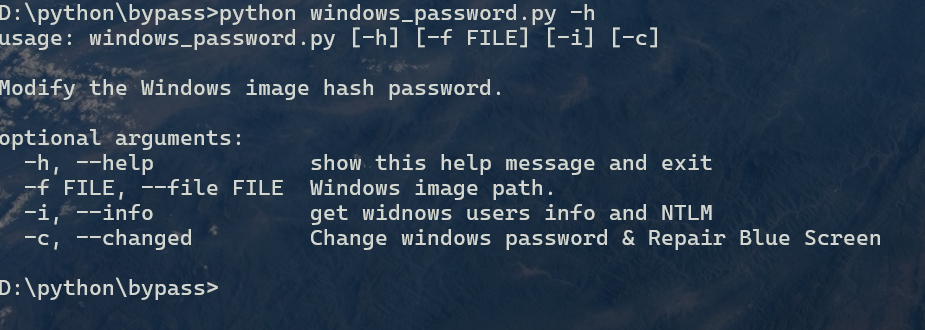 D:\python\bypass>python windows_password.py -h
usage: windows_password.py [-h] [-f FILE] [-i] [-c]
Modify the Windows image hash password.
optional arguments:
-h, --help show this help message and exit
-f FILE, --file FILE Windows image path.
-i, --info get widnows users info and NTLM
-c, --changed Change windows password & Repair Blue Screen
D:\python\bypass>